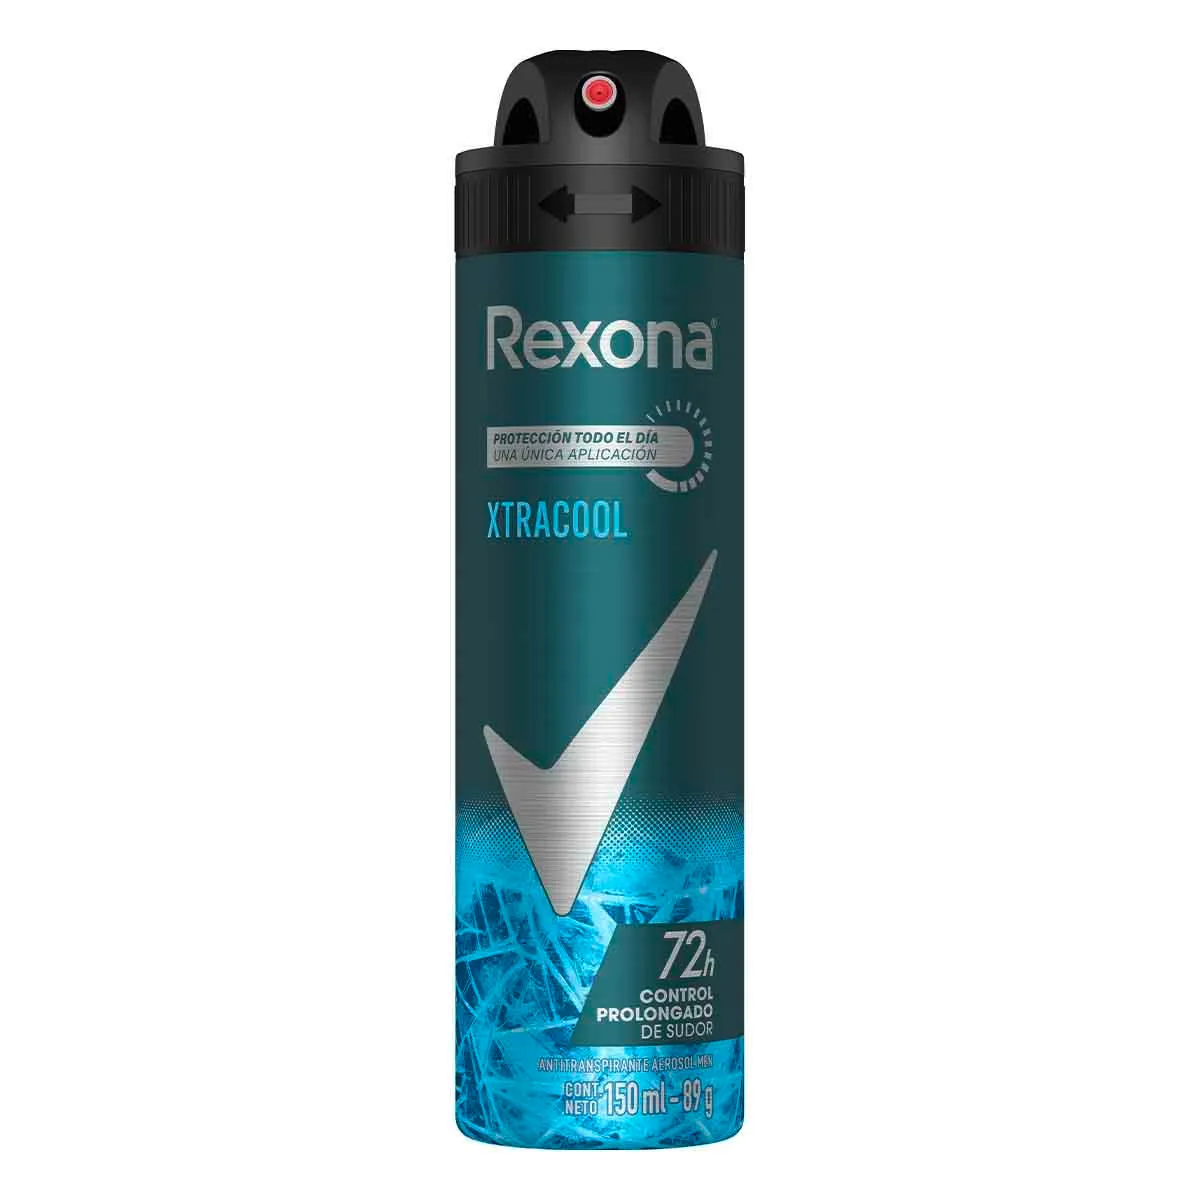 Rexona®
PROTECCIÓN TODO EL DÍA
UNA ÚNICA APLICACIÓN
XTRACOOL
72h
CONTROL
PROLONGADO
DE SUDOR
ANTITRANSPIRANTE AEROSOL MEN
CONT.
NETO 150 ml - 89 g